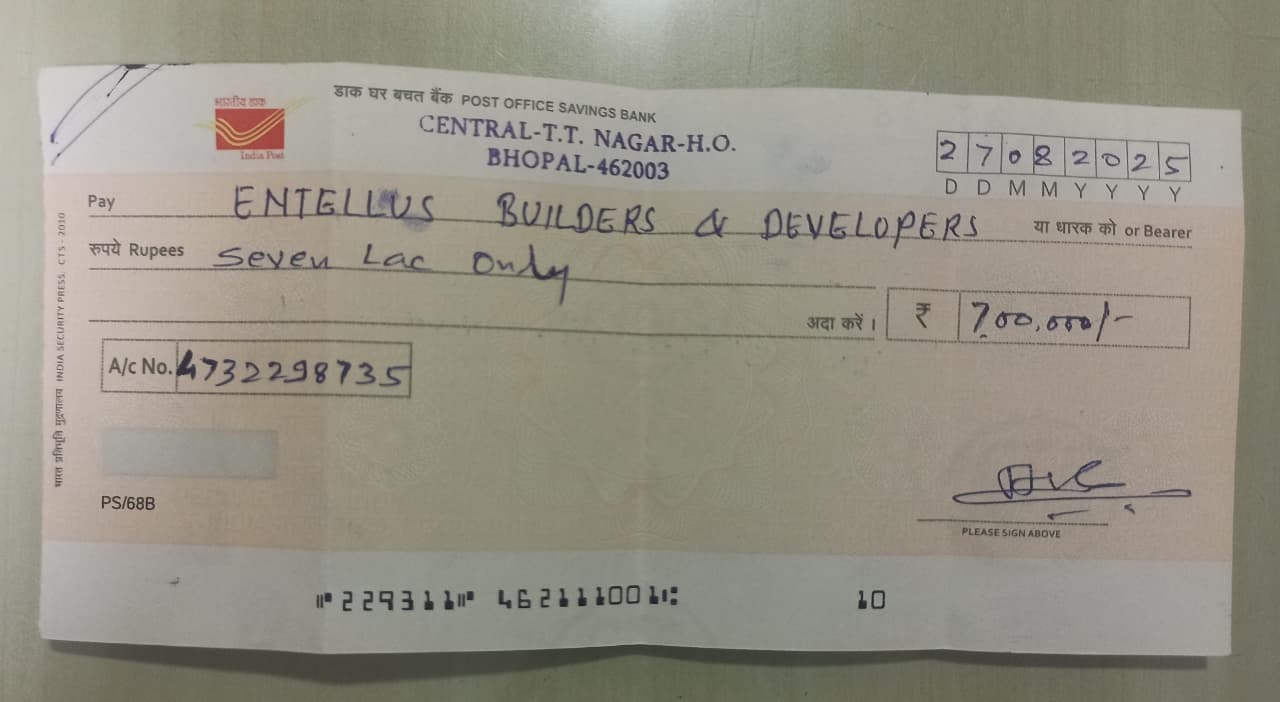 भारतीय डाक
India Post
डाक घर बचत बैंक POST OFFICE SAVINGS BANK
CENTRAL-T.T. NAGAR-H.O.
BHOPAL-462003
27082025
D D M M Y Y Y Y
Pay ENTELLUS BUILDERS & DEVELOPERS या धारक को or Bearer
रुपये Rupees Seven Lac Only
अदा करें। ₹ 700,000/-
A/c No. 4732298735
PS/68B
PLEASE SIGN ABOVE
⑈229311⑈ 462111001⑆ 10
भारत प्रतिभूति मुद्रणालय INDIA SECURITY PRESS. CTS - 2010